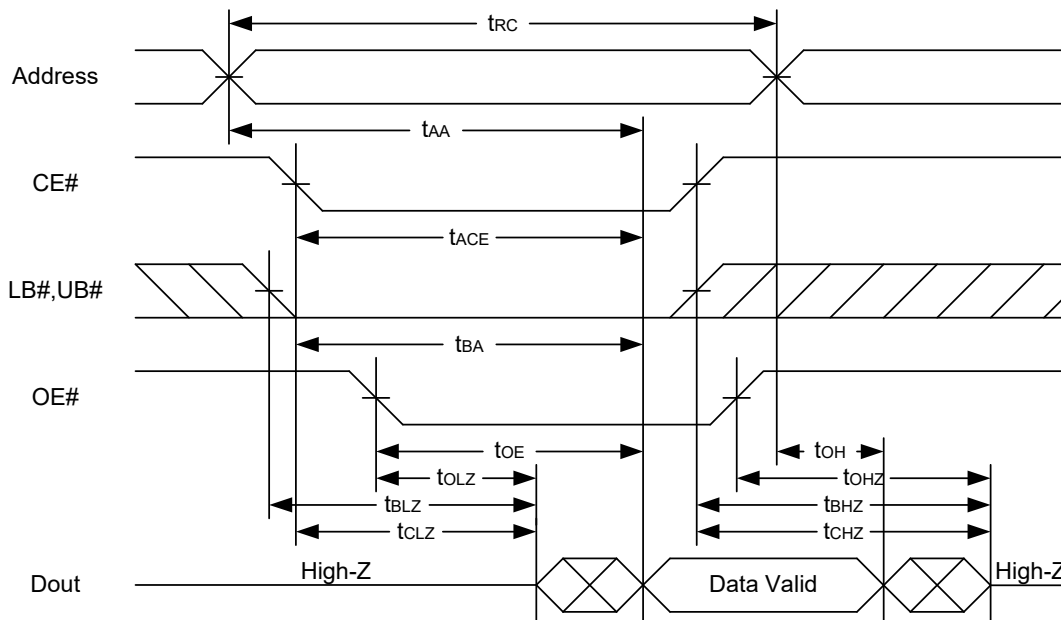 tRC
Address
tAA
CE#
tACE
LB#,UB#
tBA
OE#
tOE
tOH
tOLZ
tOHZ
tBLZ
tBHZ
tCLZ
tCHZ
Dout
High-Z
Data Valid
High-Z